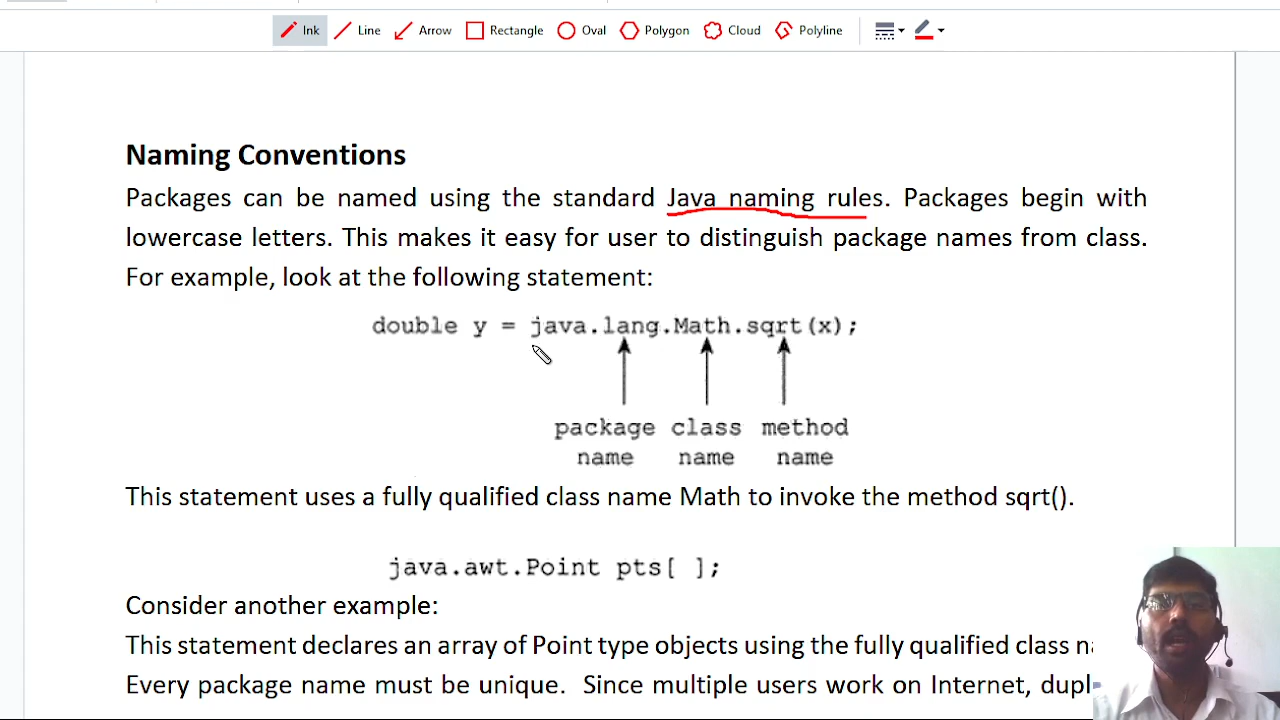 Ink Line Arrow Rectangle Oval Polygon Cloud Polyline
Naming Conventions
Packages can be named using the standard Java naming rules. Packages begin with
lowercase letters. This makes it easy for user to distinguish package names from class.
For example, look at the following statement:
double y = java.lang.Math.sqrt(x);
package class method
name name name
This statement uses a fully qualified class name Math to invoke the method sqrt().
java.awt.Point pts[ ];
Consider another example:
This statement declares an array of Point type objects using the fully qualified class
Every package name must be unique. Since multiple users work on Internet,